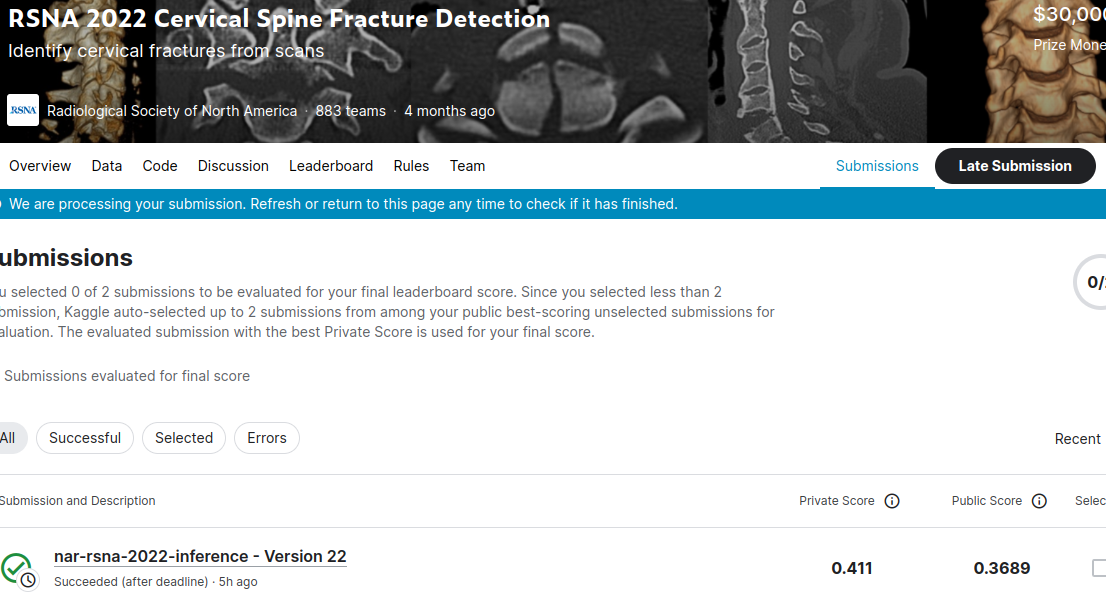 RSNA 2022 Cervical Spine Fracture Detection
$30,000
Identify cervical fractures from scans
Prize Mone
RSNA
Radiological Society of North America · 883 teams · 4 months ago
Overview Data Code Discussion Leaderboard Rules Team Submissions Late Submission
We are processing your submission. Refresh or return to this page any time to check if it has finished.
ubmissions
u selected 0 of 2 submissions to be evaluated for your final leaderboard score. Since you selected less than 2
bmission, Kaggle auto-selected up to 2 submissions from among your public best-scoring unselected submissions for
aluation. The evaluated submission with the best Private Score is used for your final score.
0/
Submissions evaluated for final score
All Successful Selected Errors Recent
Submission and Description Private Score Public Score Selec
nar-rsna-2022-inference - Version 22
Succeeded (after deadline) · 5h ago
0.411 0.3689